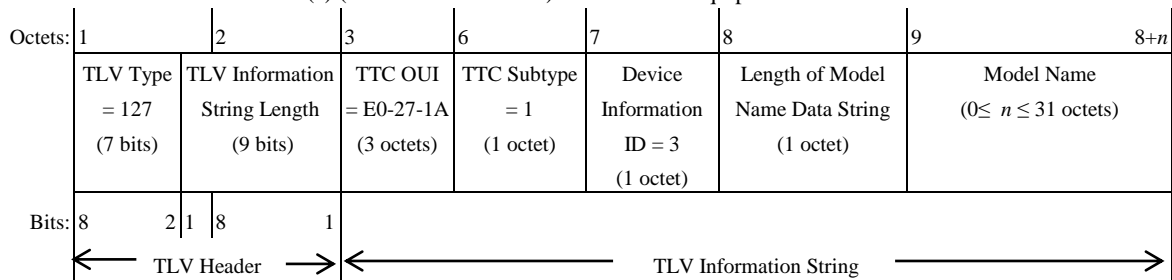 Octets: 1 2 3 6 7 8 9 8+n
TLV Type
= 127
(7 bits)
TLV Information
String Length
(9 bits)
TTC OUI
= E0-27-1A
(3 octets)
TTC Subtype
= 1
(1 octet)
Device
Information
ID = 3
(1 octet)
Length of Model
Name Data String
(1 octet)
Model Name
(0≤ n ≤ 31 octets)
Bits: 8 2 1 8 1
TLV Header
TLV Information String